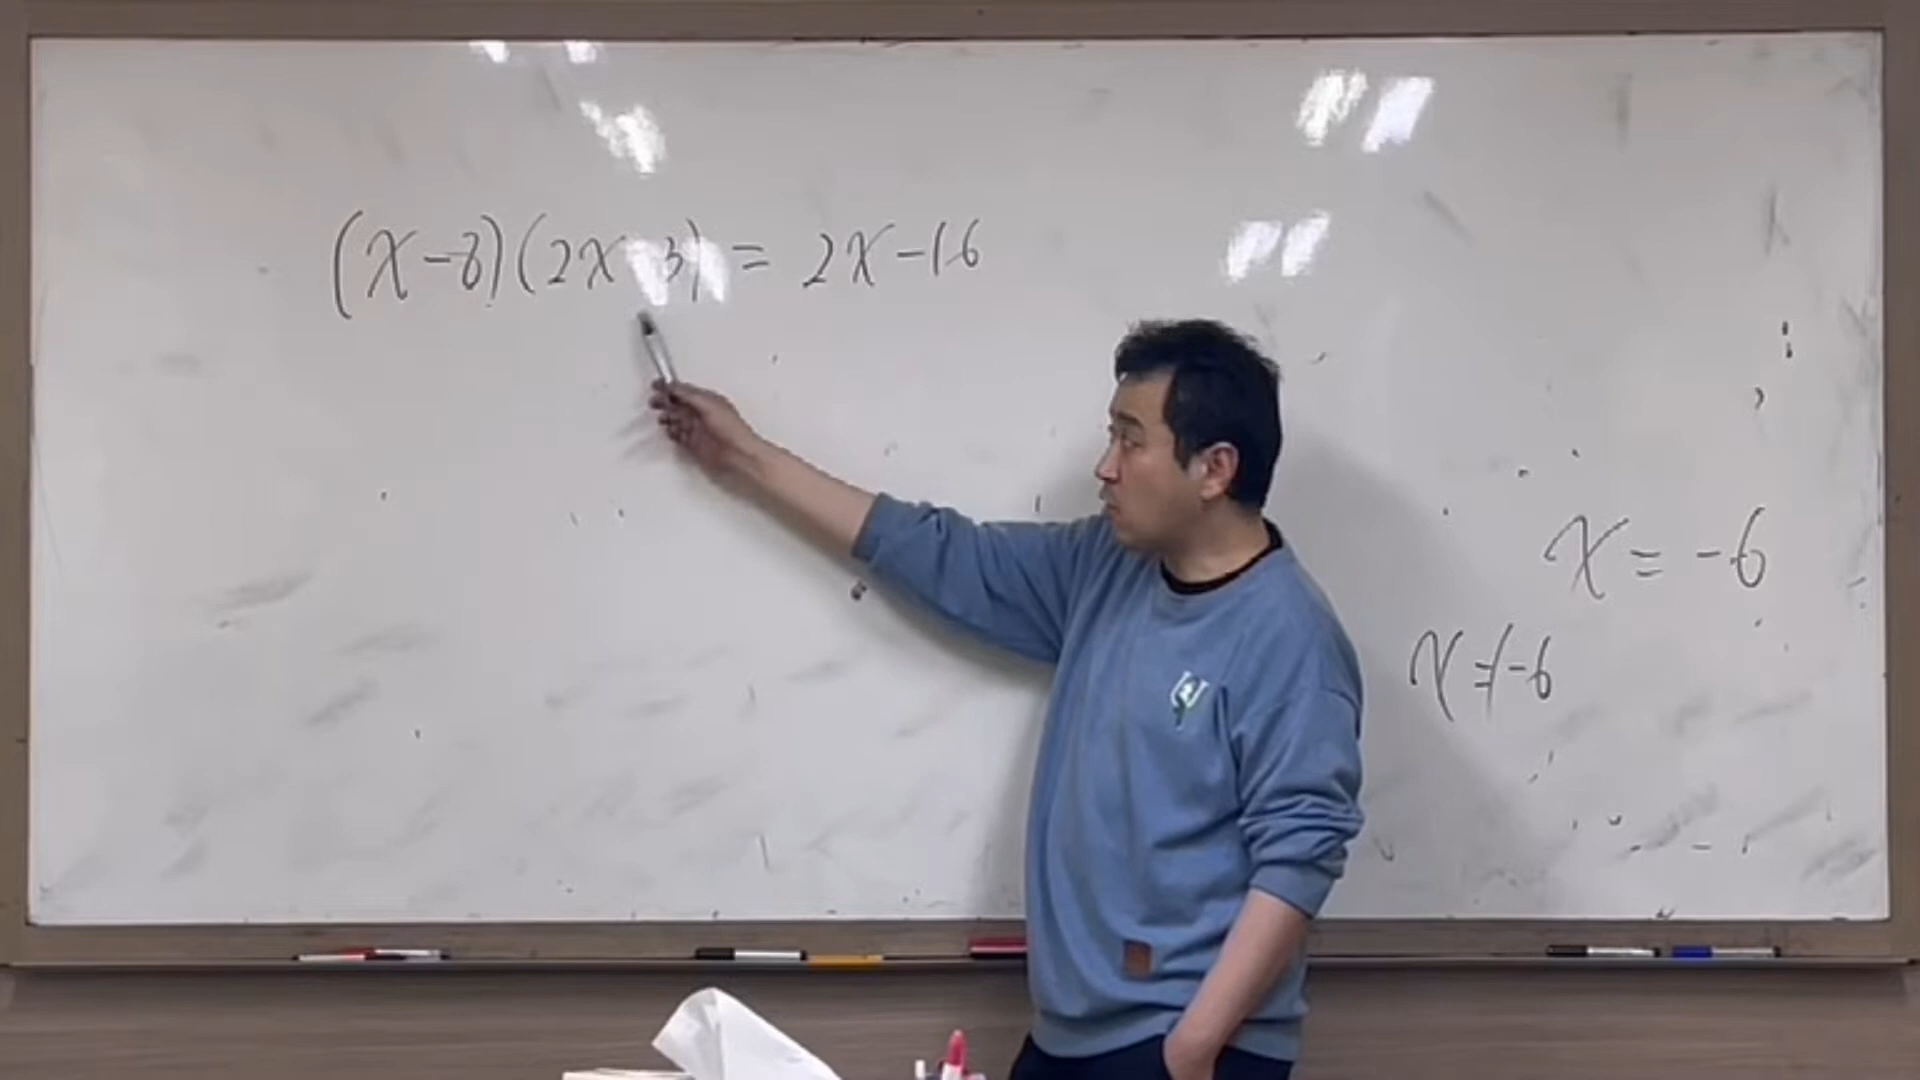 (x-8)(2x 3) = 2x-16
x = -6
x ≠ -6